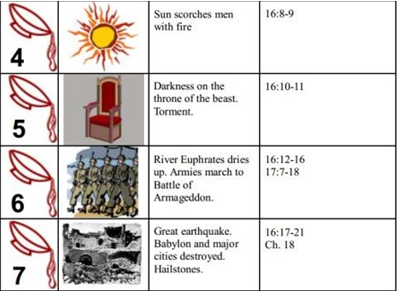 4
Sun scorches men
with fire
16:8-9
5
Darkness on the
throne of the beast.
Torment.
16:10-11
6
River Euphrates dries
up. Armies march to
Battle of
Armageddon.
16:12-16
17:7-18
7
Great earthquake.
Babylon and major
cities destroyed.
Hailstones.
16:17-21
Ch. 18